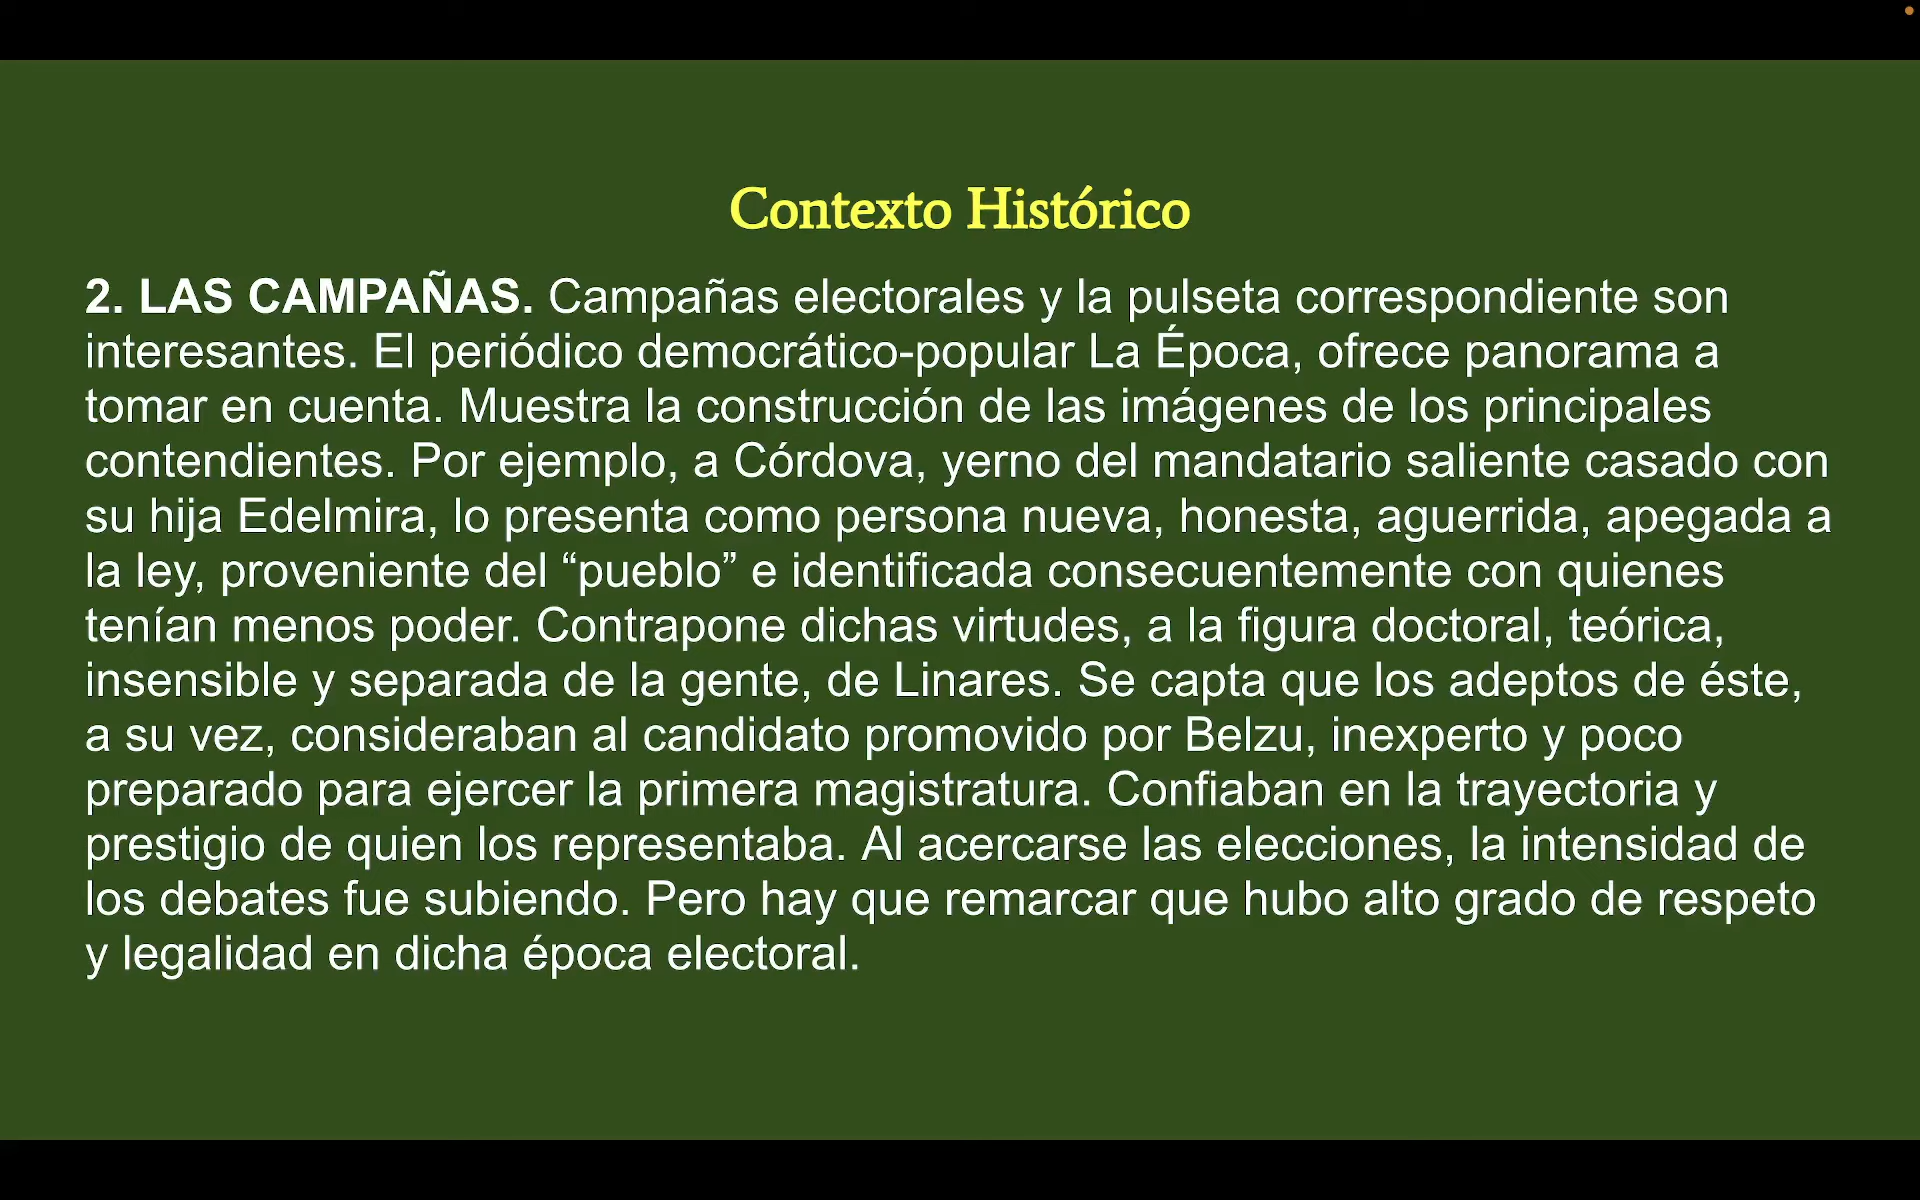 Contexto Histórico
2. LAS CAMPAÑAS. Campañas electorales y la pulseta correspondiente son
interesantes. El periódico democrático-popular La Época, ofrece panorama a
tomar en cuenta. Muestra la construcción de las imágenes de los principales
contendientes. Por ejemplo, a Córdova, yerno del mandatario saliente casado con
su hija Edelmira, lo presenta como persona nueva, honesta, aguerrida, apegada a
la ley, proveniente del “pueblo” e identificada consecuentemente con quienes
tenían menos poder. Contrapone dichas virtudes, a la figura doctoral, teórica,
insensible y separada de la gente, de Linares. Se capta que los adeptos de éste,
a su vez, consideraban al candidato promovido por Belzu, inexperto y poco
preparado para ejercer la primera magistratura. Confiaban en la trayectoria y
prestigio de quien los representaba. Al acercarse las elecciones, la intensidad de
los debates fue subiendo. Pero hay que remarcar que hubo alto grado de respeto
y legalidad en dicha época electoral.